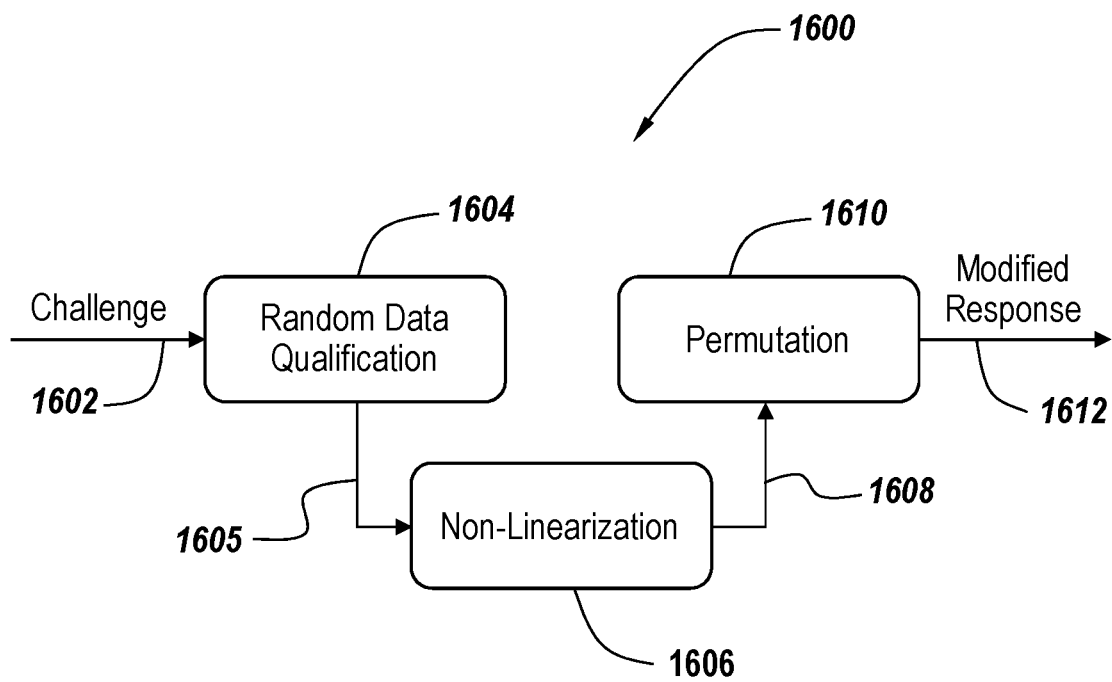 1600
1604
1610
Challenge
Random Data
Qualification
Permutation
Modified
Response
1602
1612
1605
Non-Linearization
1608
1606